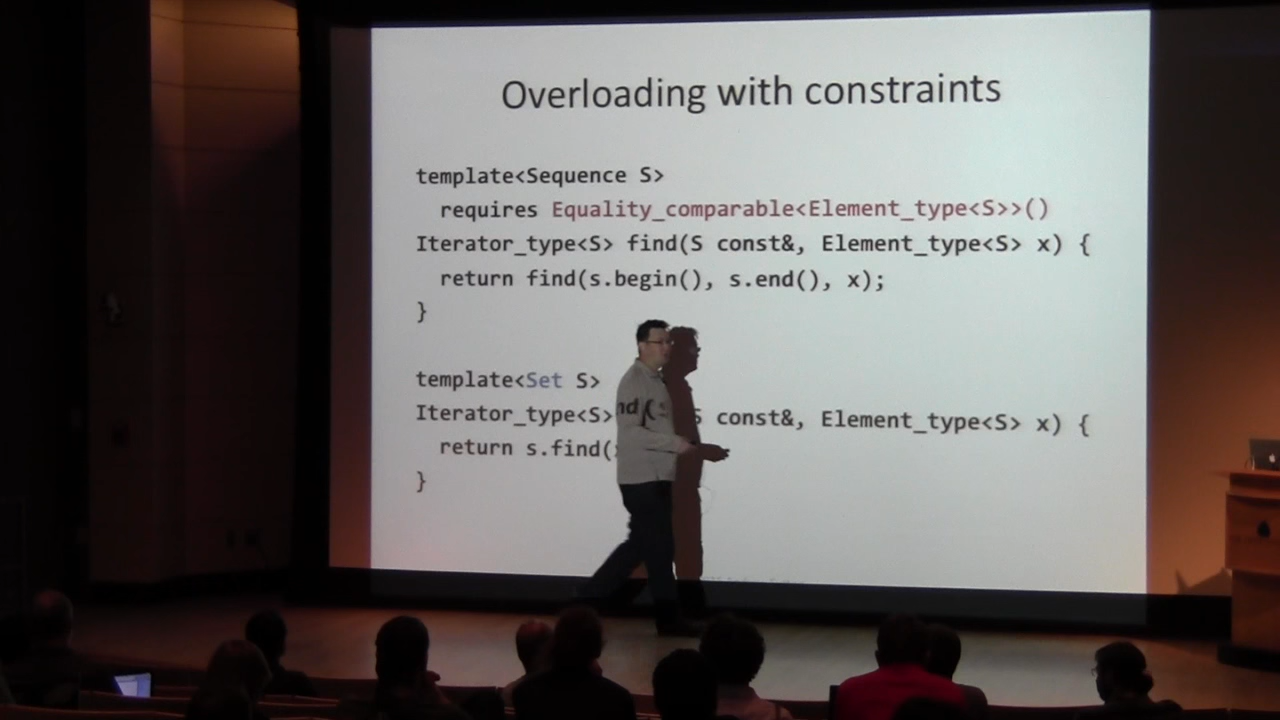 Overloading with constraints
template<Sequence S>
requires Equality_comparable<Element_type<S>>()
Iterator_type<S> find(S const&, Element_type<S> x) {
return find(s.begin(), s.end(), x);
}
template<Set S>
Iterator_type<S> nd( S const&, Element_type<S> x) {
return s.find(
}